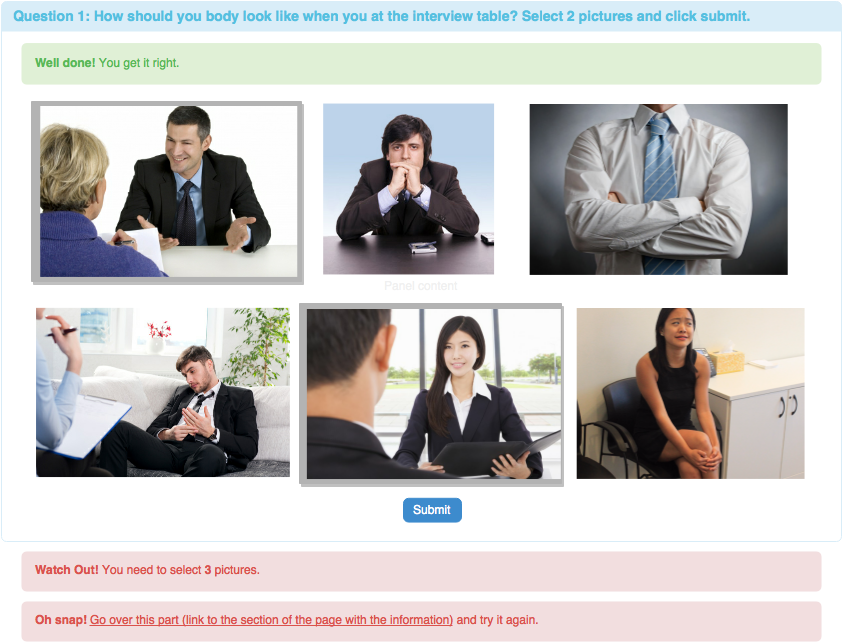 Question 1: How should you body look like when you at the interview table? Select 2 pictures and click submit.
Well done! You get it right.
Panel content
Submit
Watch Out! You need to select 3 pictures.
Oh snap! Go over this part (link to the section of the page with the information) and try it again.